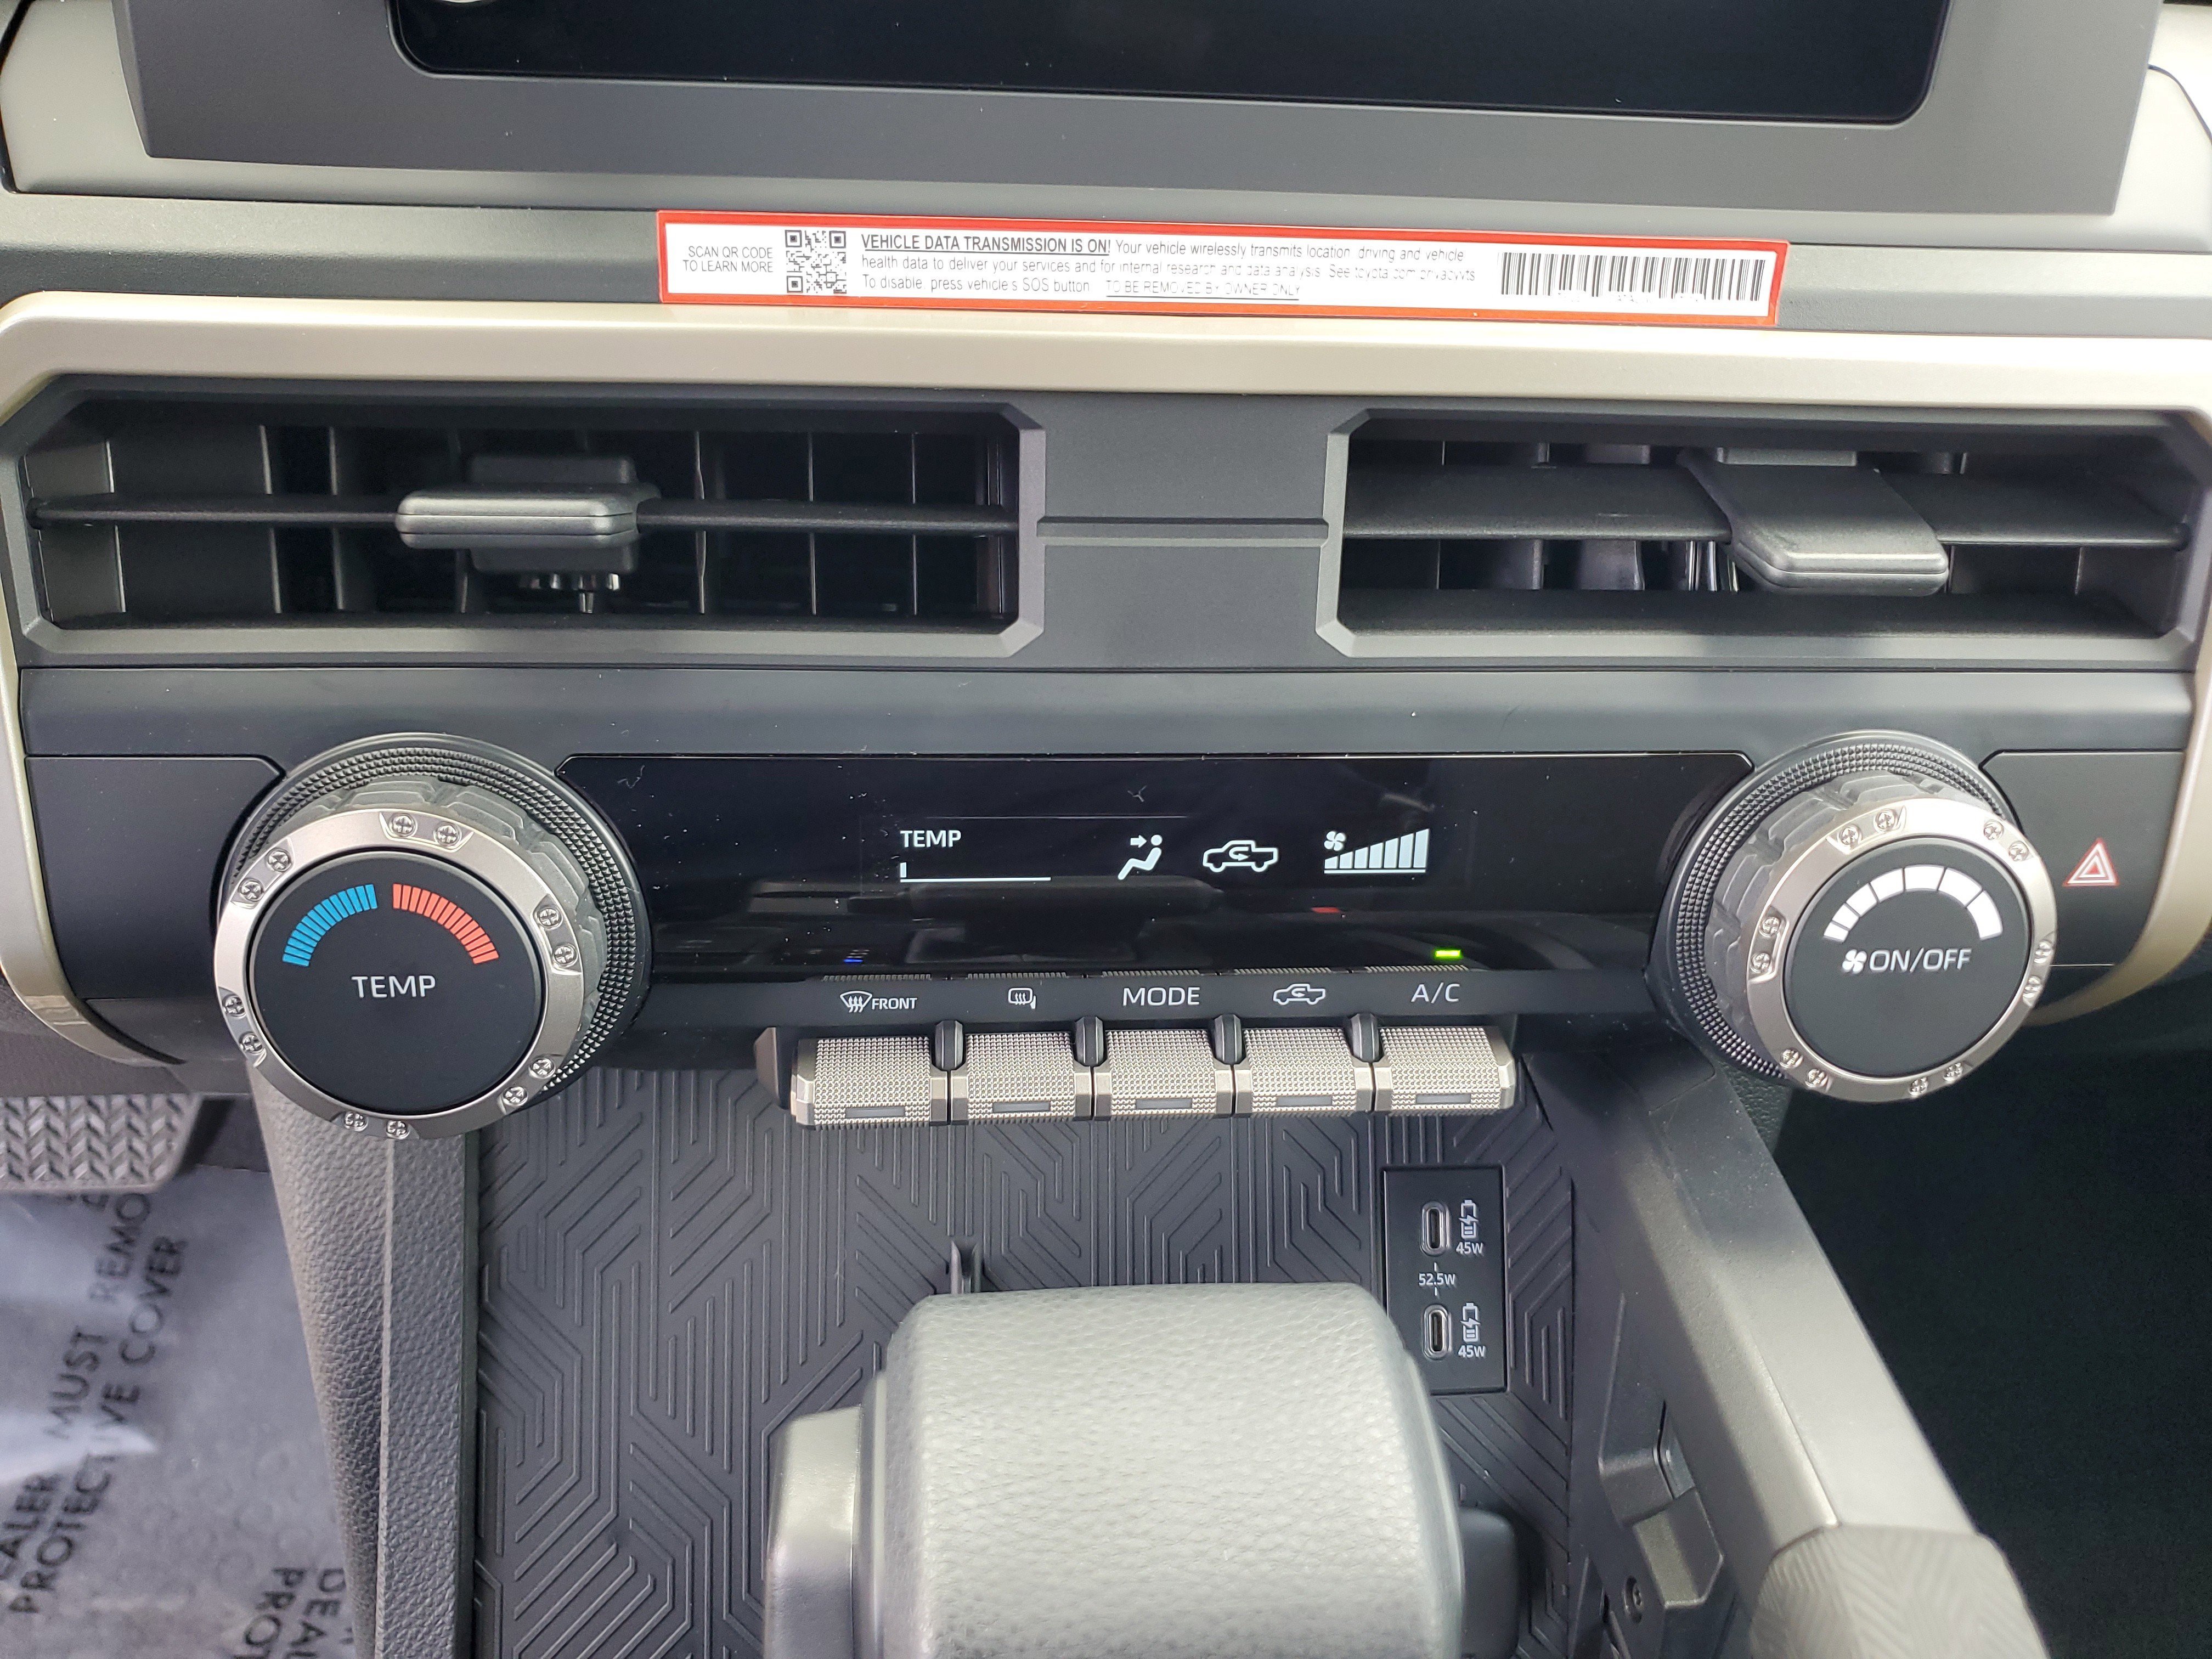 SCAN QR CODE
TO LEARN MORE
VEHICLE DATA TRANSMISSION IS ON! Your vehicle wirelessly transmits location, driving and vehicle
health data to deliver your services and for internal research and data analysis. See toyota.com/privacyvts
To disable, press vehicle's SOS button. TO BE REMOVED BY OWNER ONLY
TEMP
TEMP
ON/OFF
FRONT
MODE
A/C
45W
52.5W
45W
DEALER MUST REMO
PROTECTIVE COVER